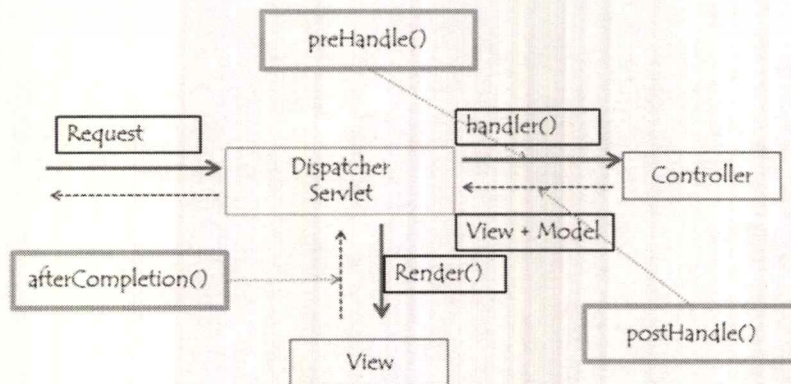 preHandle()
Request
handler()
Dispatcher
Servlet
Controller
View + Model
afterCompletion()
Render()
postHandle()
View